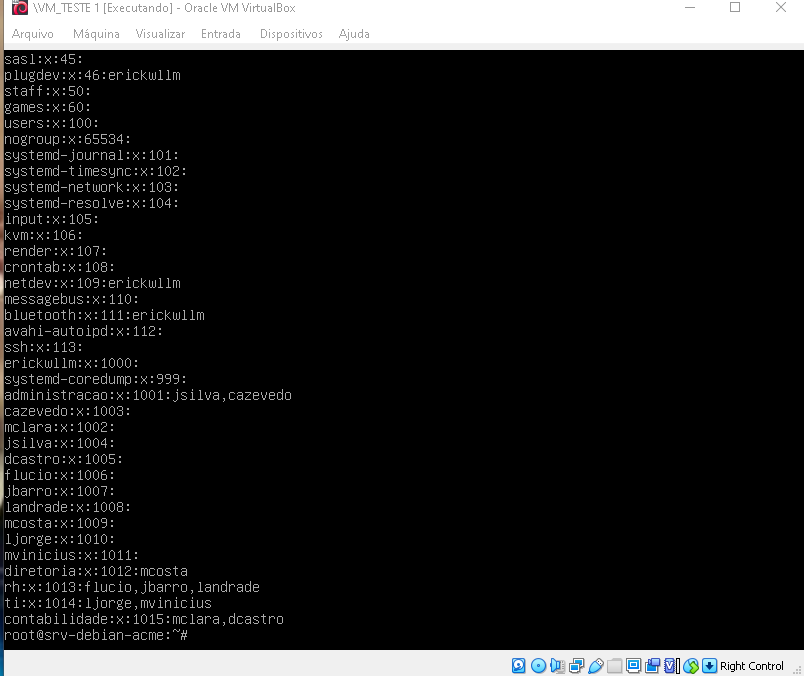 \VM_TESTE 1 [Executando] - Oracle VM VirtualBox
Arquivo Máquina Visualizar Entrada Dispositivos Ajuda
sasl:x:45:
plugdev:x:46:erickwllm
staff:x:50:
games:x:60:
users:x:100:
nogroup:x:65534:
systemd-journal:x:101:
systemd-timesync:x:102:
systemd-network:x:103:
systemd-resolve:x:104:
input:x:105:
kvm:x:106:
render:x:107:
crontab:x:108:
netdev:x:109:erickwllm
messagebus:x:110:
bluetooth:x:111:erickwllm
avahi-autoipd:x:112:
ssh:x:113:
erickwllm:x:1000:
systemd-coredump:x:999:
administracao:x:1001:jsilva,cazevedo
cazevedo:x:1003:
mclara:x:1002:
jsilva:x:1004:
dcastro:x:1005:
flucio:x:1006:
jbarro:x:1007:
landrade:x:1008:
mcosta:x:1009:
ljorge:x:1010:
mvinicius:x:1011:
diretoria:x:1012:mcosta
rh:x:1013:flucio,jbarro,landrade
ti:x:1014:ljorge,mvinicius
contabilidade:x:1015:mclara,dcastro
root@srv-debian-acme:~#
Right Control